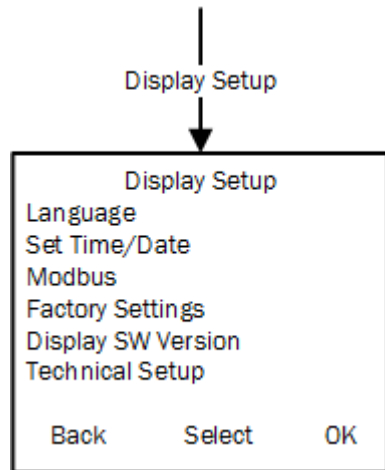 Display Setup
Display Setup
Language
Set Time/Date
Modbus
Factory Settings
Display SW Version
Technical Setup
Back Select OK